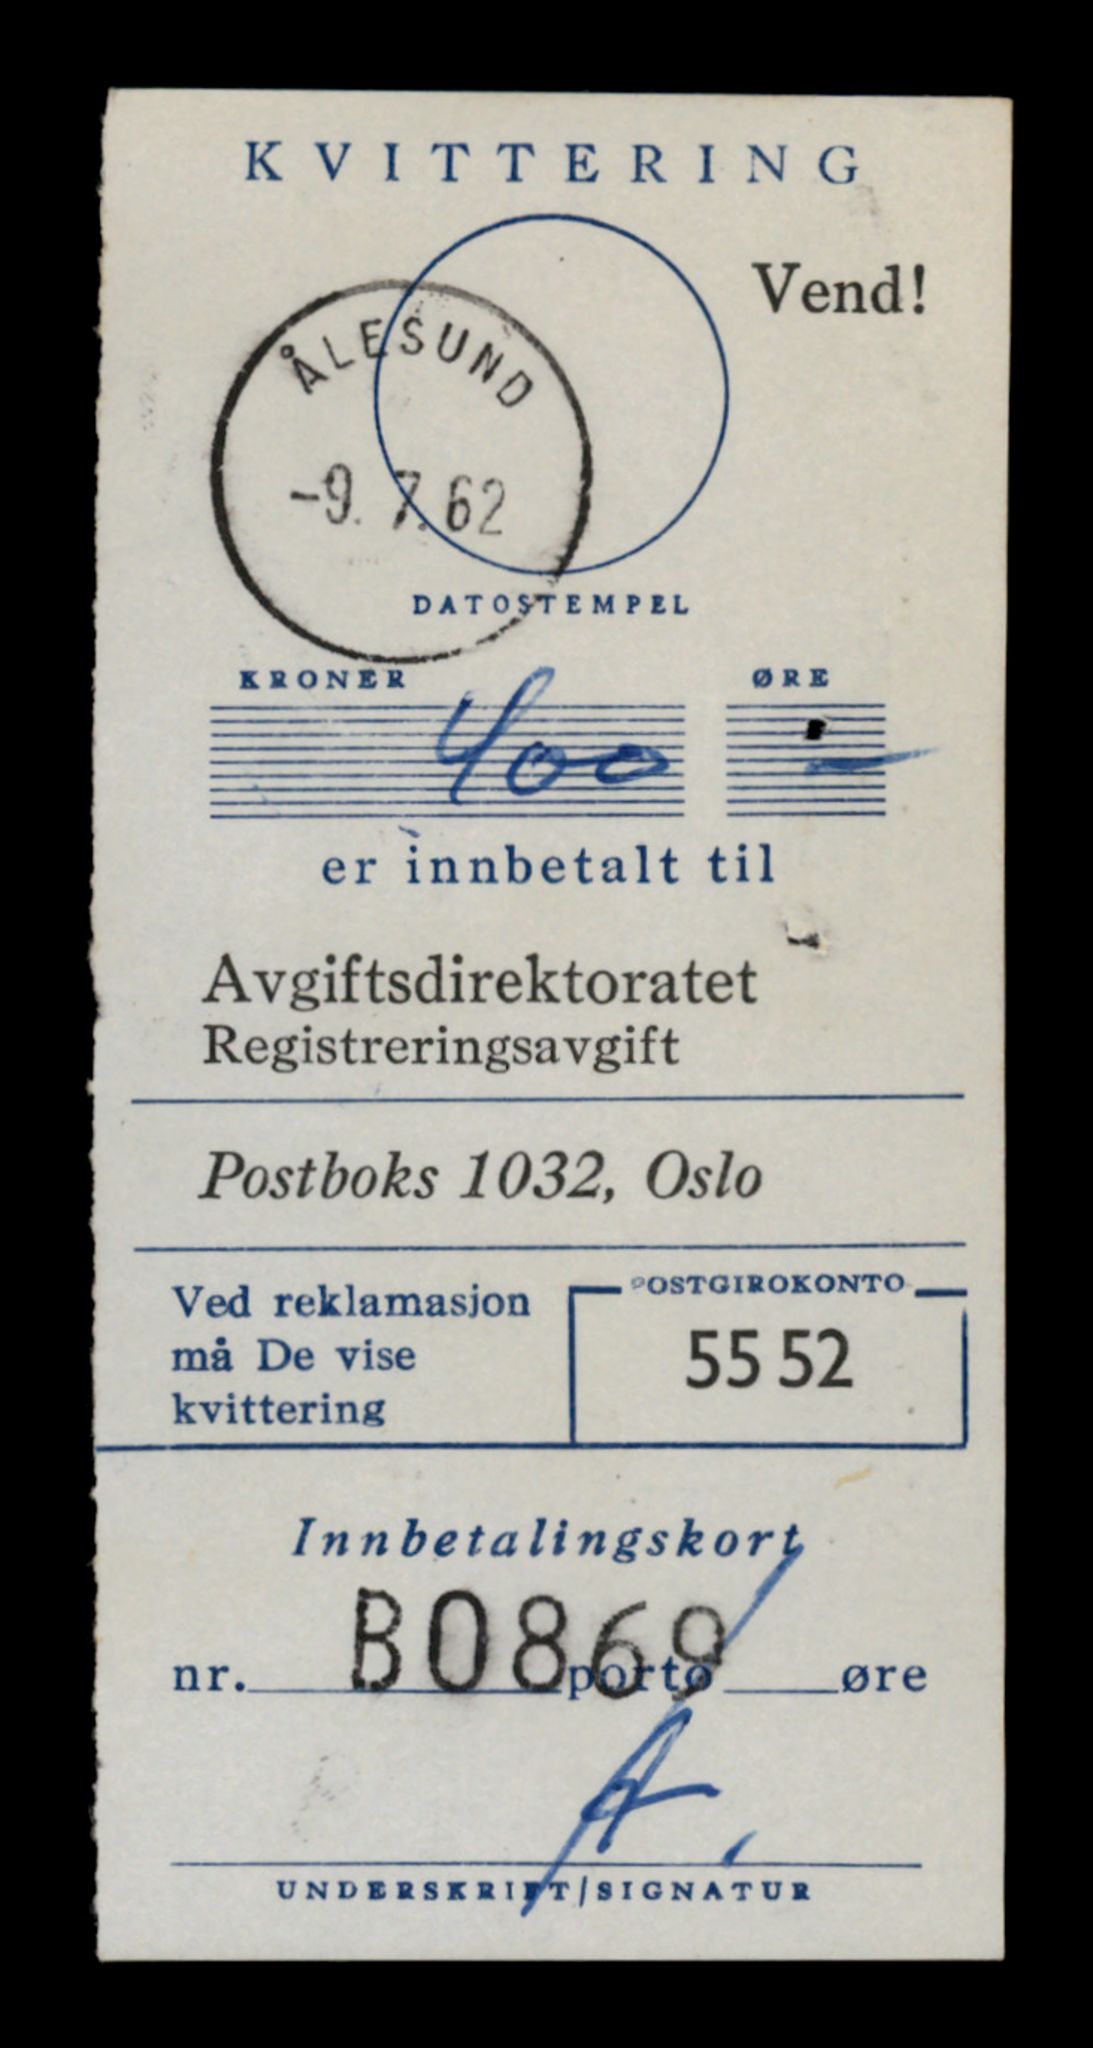 KVITTERING
Vend!
ÅLESUND
-9. 7. 62
DATOSTEMPEL
KRONER ØRE
400 -
er innbetalt til
Avgiftsdirektoratet
Registreringsavgift
Postboks 1032, Oslo
Ved reklamasjon
må De vise
kvittering
POSTGIROKONTO
55 52
Innbetalingskort
B0869
nr. porto øre
A.
UNDERSKRIFT/SIGNATUR